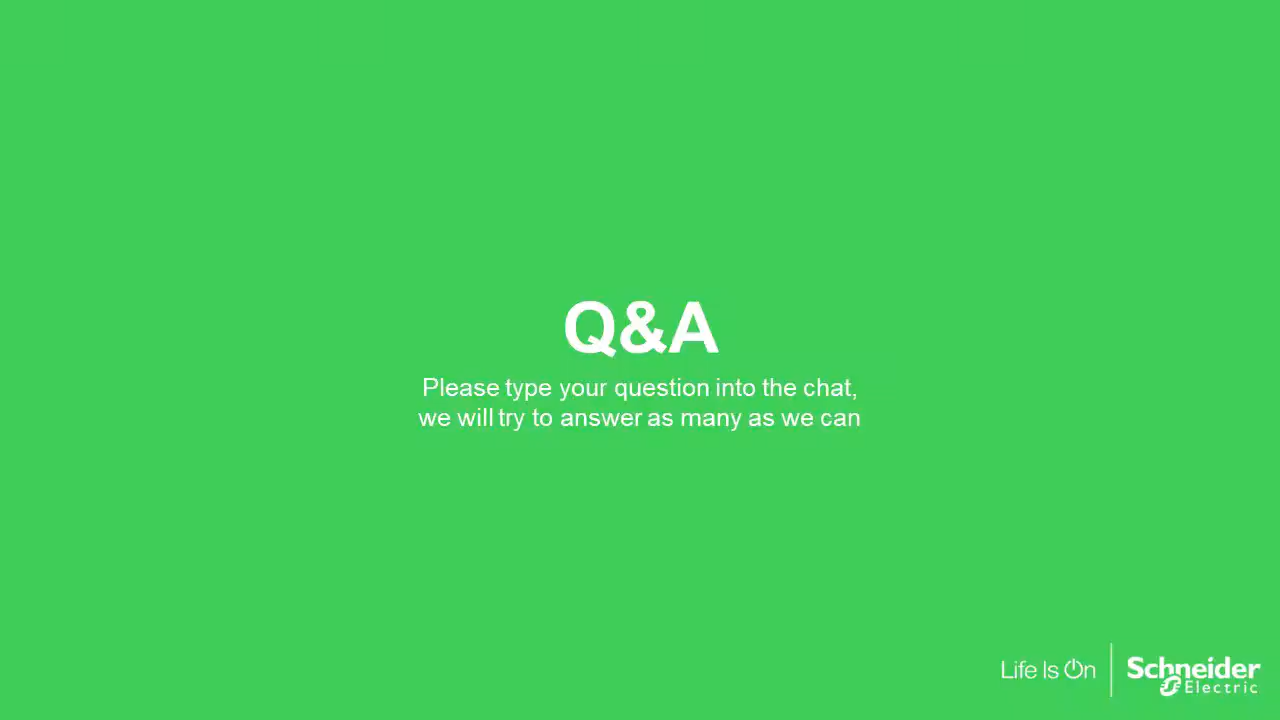 Q&A
Please type your question into the chat,
we will try to answer as many as we can
Life Is On
Schneider
Electric